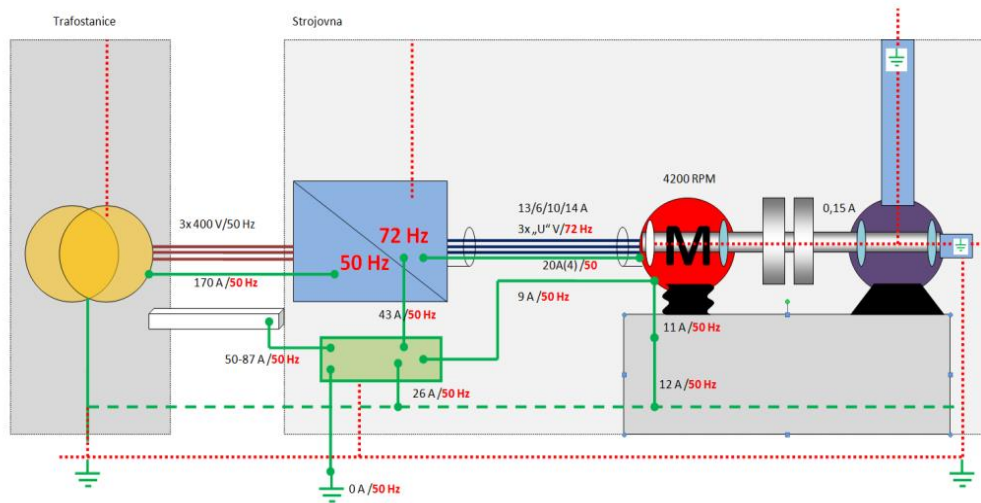 Trafostanice
Strojovna
4200 RPM
3x 400 V/50 Hz
13/6/10/14 A
0,15 A
72 Hz
3x „U“ V/72 Hz
M
50 Hz
20A(4) /50
170 A /50 Hz
9 A /50 Hz
43 A /50 Hz
11 A /50 Hz
50-87 A /50 Hz
26 A /50 Hz
12 A /50 Hz
0 A /50 Hz